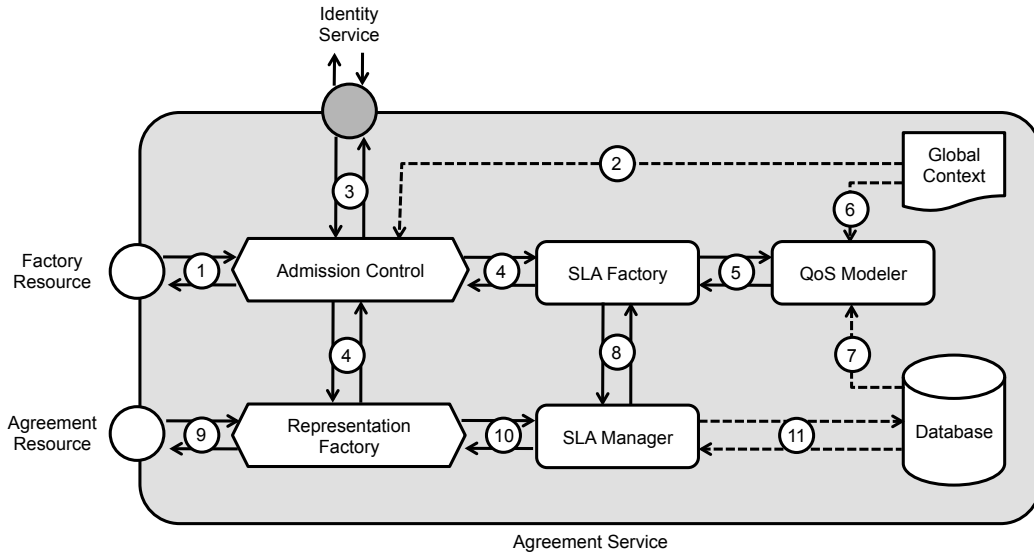 Identity
Service
2
Global
Context
3
6
Factory
Resource
1
Admission Control
4
SLA Factory
5
QoS Modeler
4
8
7
Agreement
Resource
9
Representation
Factory
10
SLA Manager
11
Database
Agreement Service